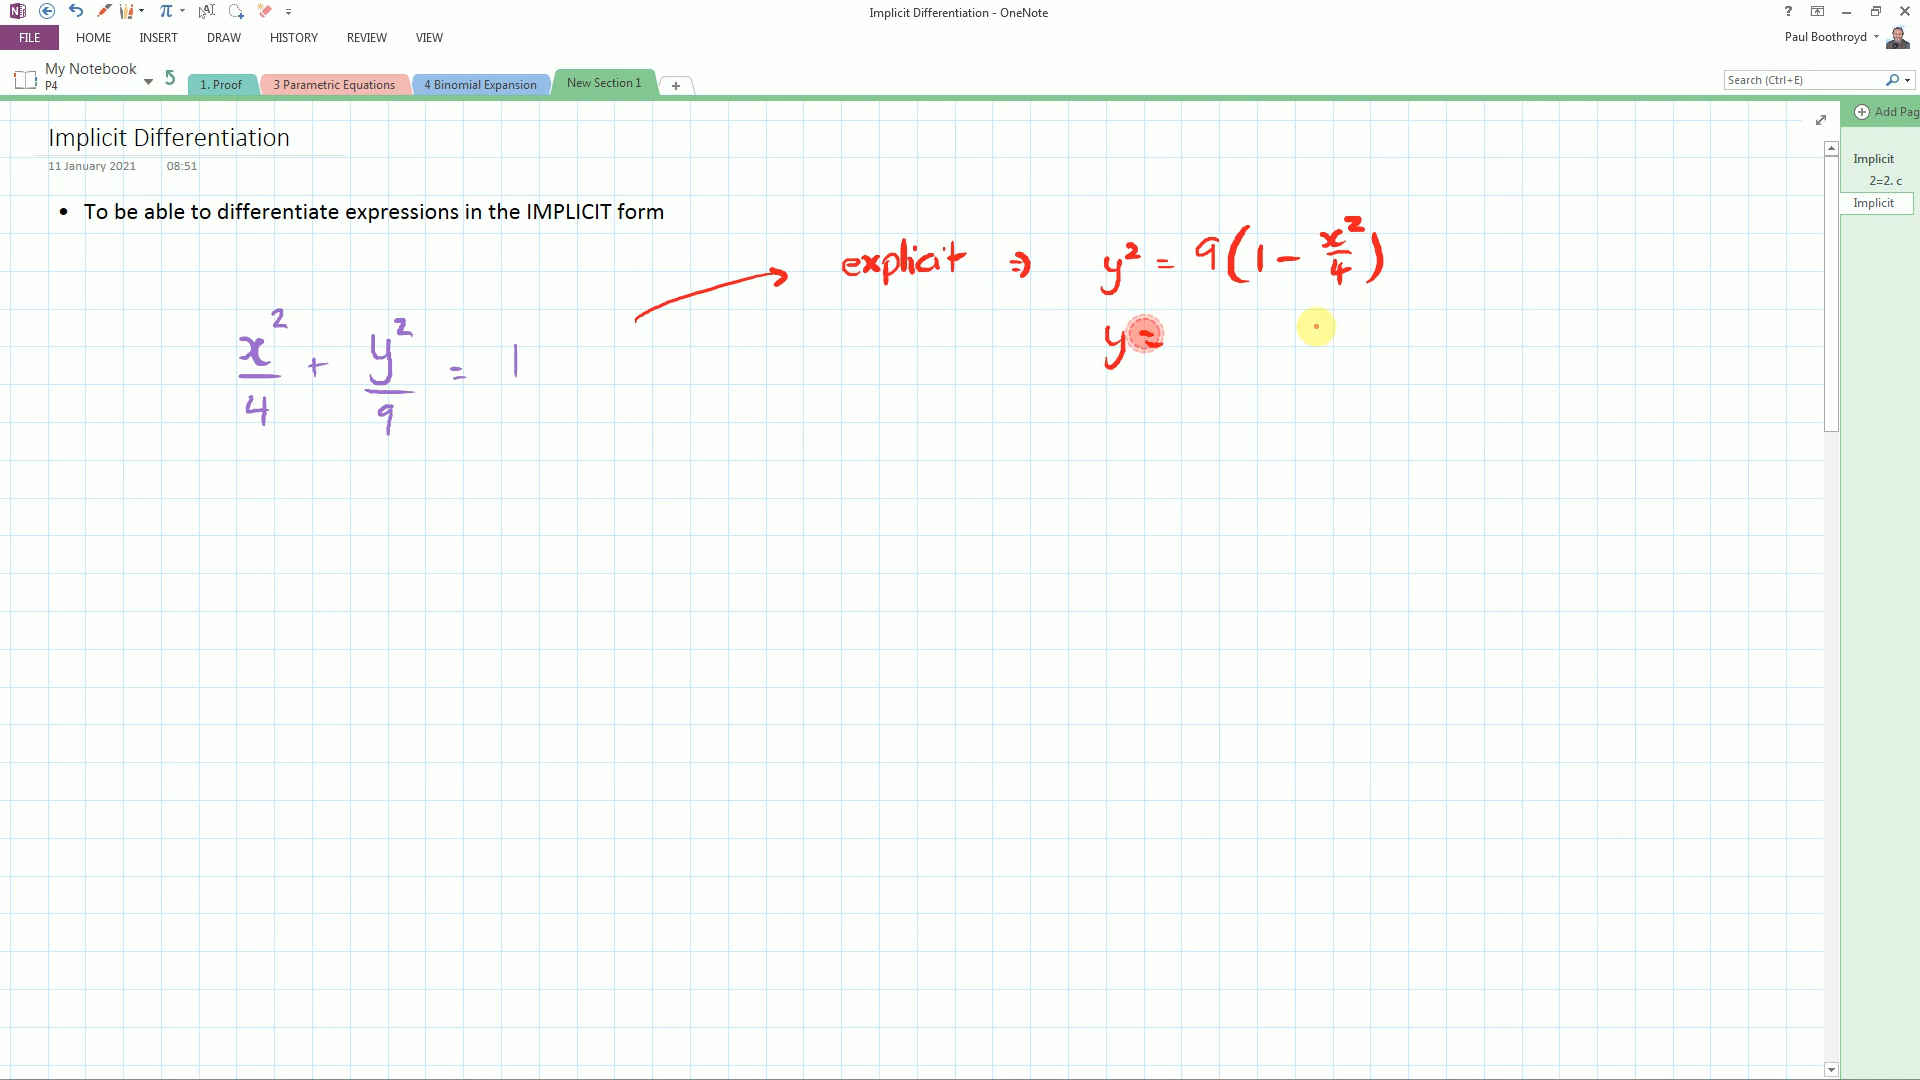 Implicit Differentiation - OneNote
FILE HOME INSERT DRAW HISTORY REVIEW VIEW
Paul Boothroyd
My Notebook
P4
1. Proof 3 Parametric Equations 4 Binomial Expansion New Section 1
Search (Ctrl+E)
Add Pag
Implicit
2=2. c
Implicit
Implicit Differentiation
11 January 2021 08:51
• To be able to differentiate expressions in the IMPLICIT form
explicit ⇒ y² = 9(1 - x²/4)
y =
x²/4 + y²/9 = 1